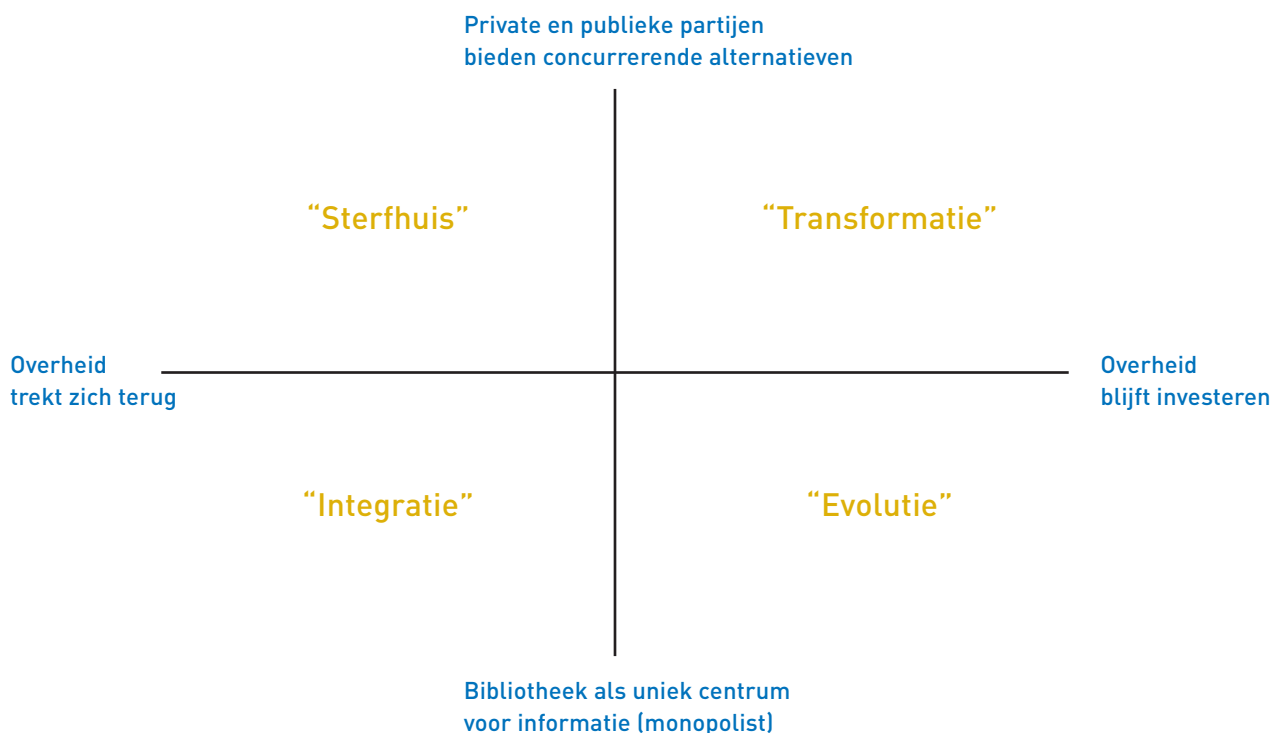 Private en publieke partijen
bieden concurrerende alternatieven
“Sterfhuis”
“Transformatie”
Overheid
trekt zich terug
Overheid
blijft investeren
“Integratie”
“Evolutie”
Bibliotheek als uniek centrum
voor informatie (monopolist)